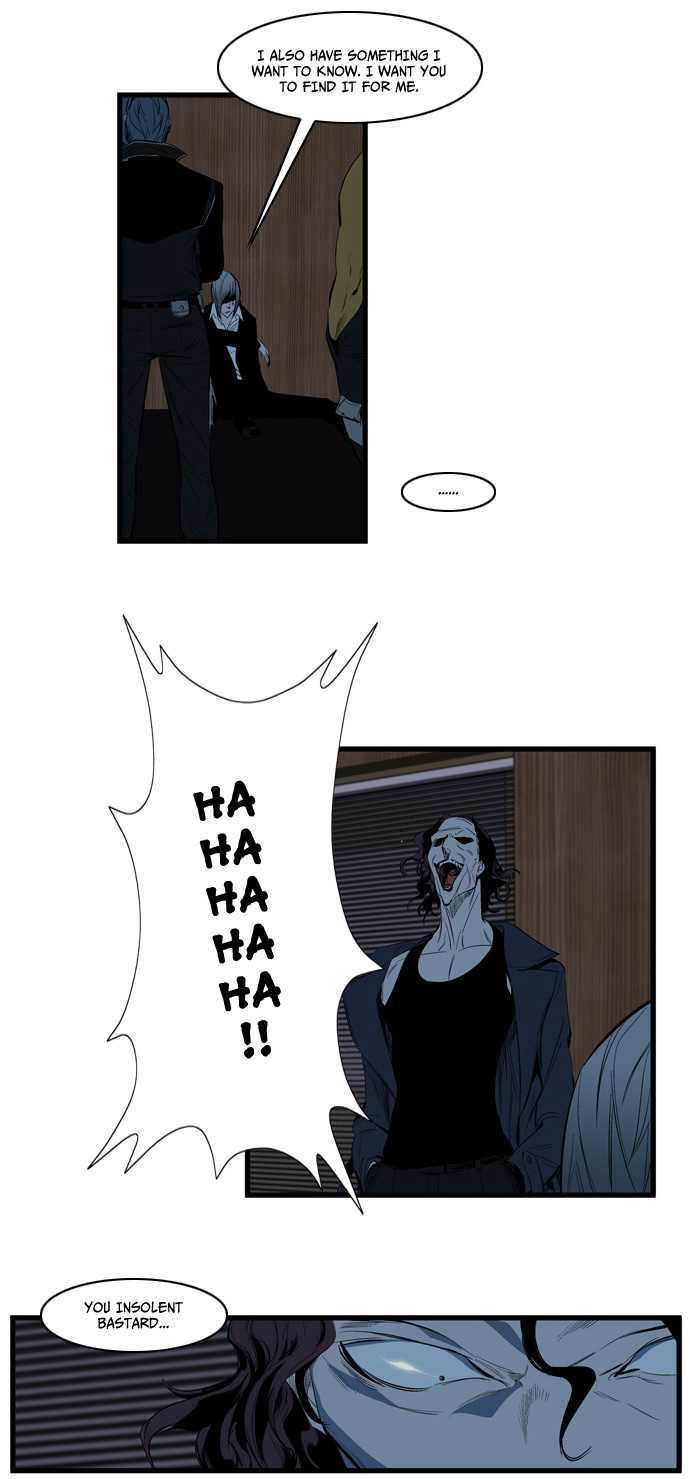 I ALSO HAVE SOMETHING I
WANT TO KNOW. I WANT YOU
TO FIND IT FOR ME.
......
HA
HA
HA
HA
HA
!!
YOU INSOLENT
BASTARD...